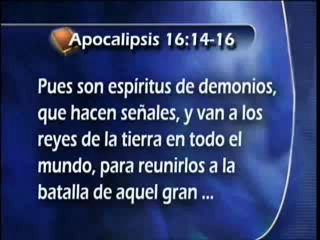 Apocalipsis 16:14-16
Pues son espíritus de demonios,
que hacen señales, y van a los
reyes de la tierra en todo el
mundo, para reunirlos a la
batalla de aquel gran ...